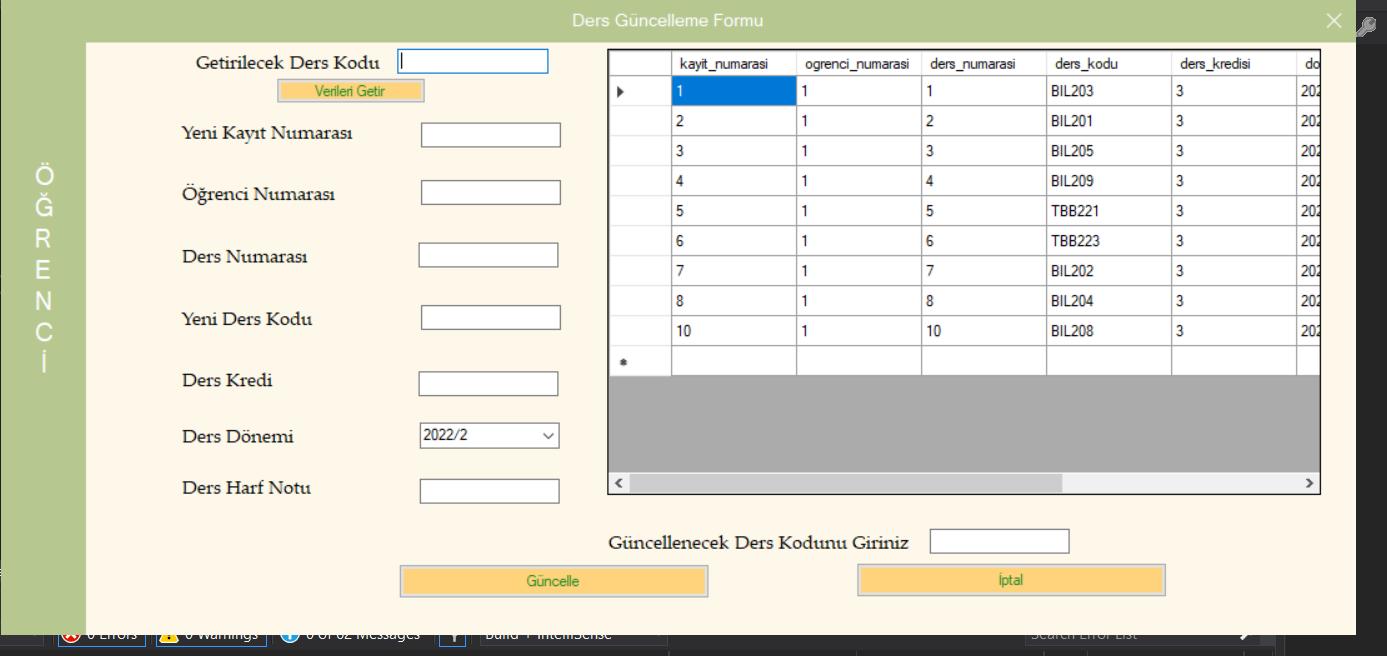 Ders Güncelleme Formu
ÖĞRENCİ
Getirilecek Ders Kodu
Verileri Getir
Yeni Kayıt Numarası
Öğrenci Numarası
Ders Numarası
Yeni Ders Kodu
Ders Kredi
Ders Dönemi 2022/2
Ders Harf Notu
kayit_numarasi ogrenci_numarasi ders_numarasi ders_kodu ders_kredisi do
1 1 1 BIL203 3 202
2 1 2 BIL201 3 202
3 1 3 BIL205 3 202
4 1 4 BIL209 3 202
5 1 5 TBB221 3 202
6 1 6 TBB223 3 202
7 1 7 BIL202 3 202
8 1 8 BIL204 3 202
10 1 10 BIL208 3 202
Güncellenecek Ders Kodunu Giriniz
Güncelle
İptal
0 Errors 0 Warnings 0 of 62 Messages Build + IntelliSense Search Error List